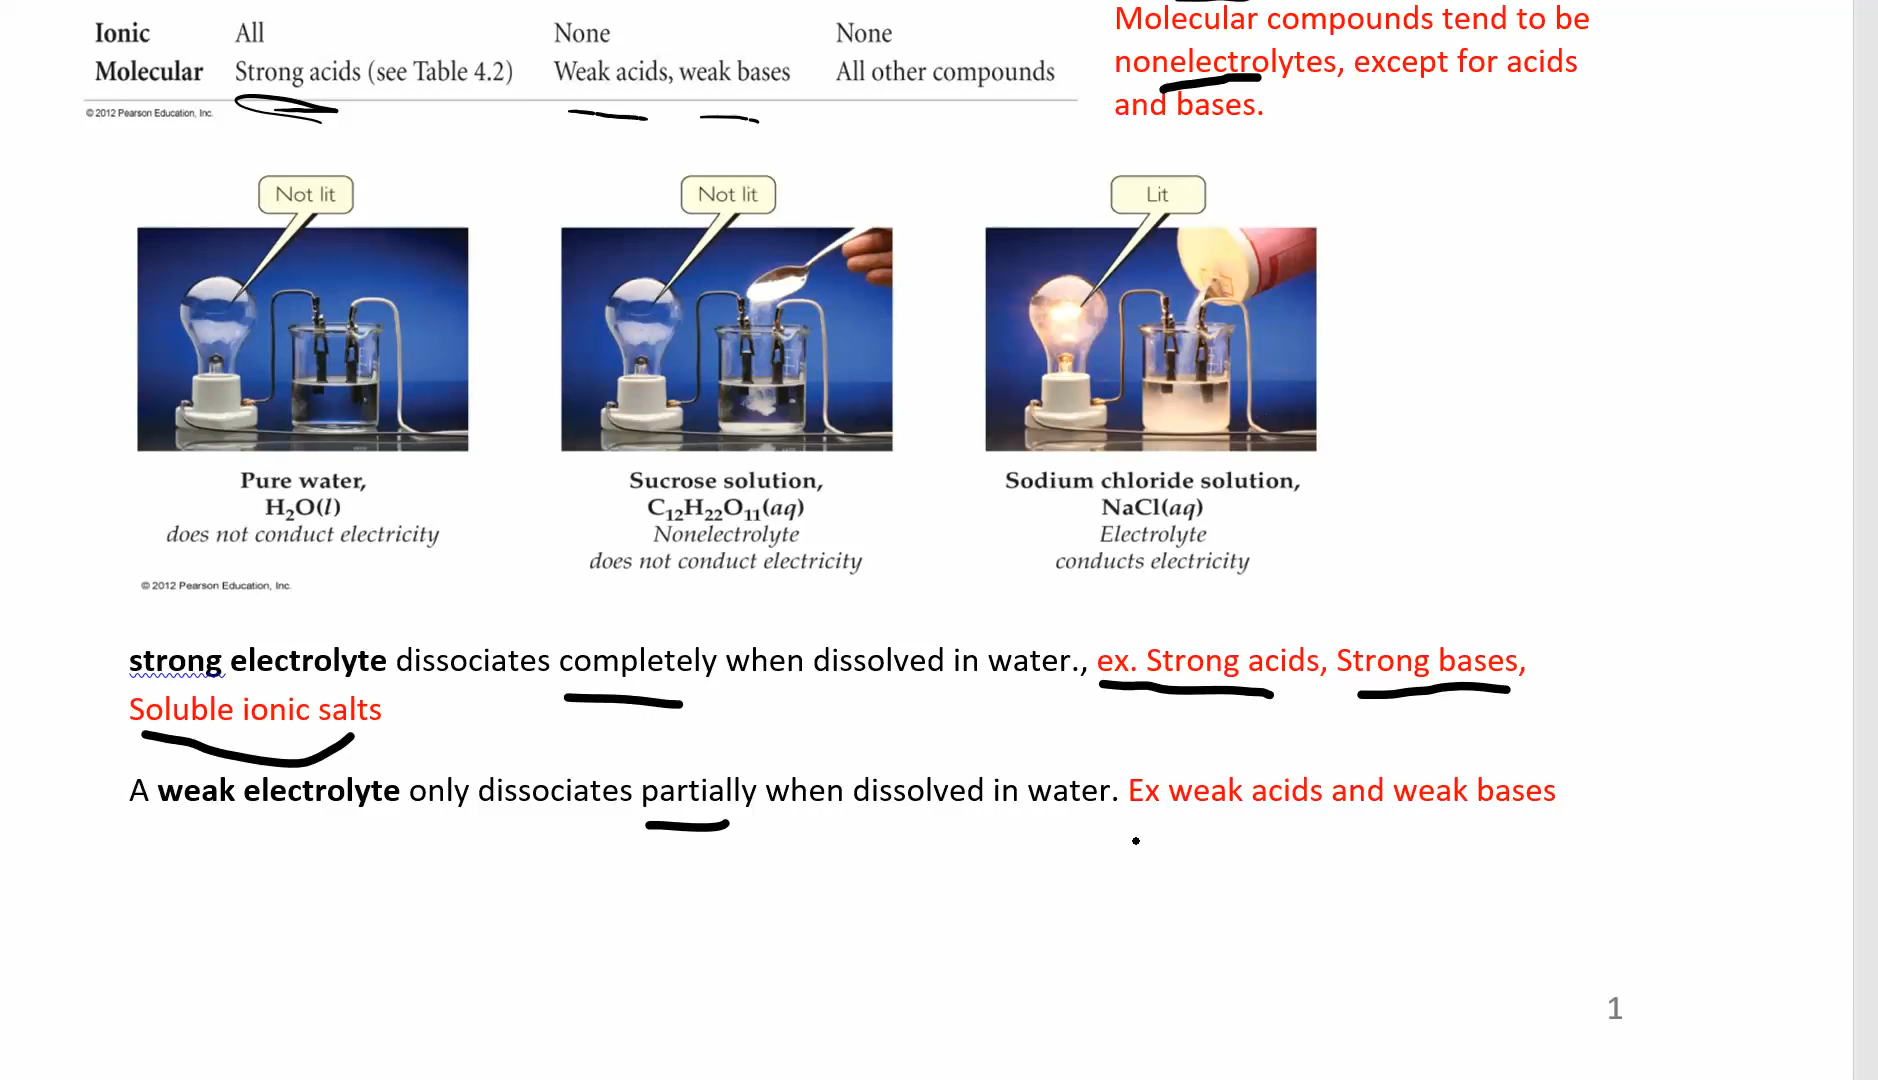 Ionic All None None
Molecular Strong acids (see Table 4.2) Weak acids, weak bases All other compounds
© 2012 Pearson Education, Inc.
Molecular compounds tend to be
nonelectrolytes, except for acids
and bases.
Not lit
Not lit
Lit
Pure water,
H₂O(l)
does not conduct electricity
Sucrose solution,
C₁₂H₂₂O₁₁(aq)
Nonelectrolyte
does not conduct electricity
Sodium chloride solution,
NaCl(aq)
Electrolyte
conducts electricity
© 2012 Pearson Education, Inc.
strong electrolyte dissociates completely when dissolved in water., ex. Strong acids, Strong bases,
Soluble ionic salts
A weak electrolyte only dissociates partially when dissolved in water. Ex weak acids and weak bases
1